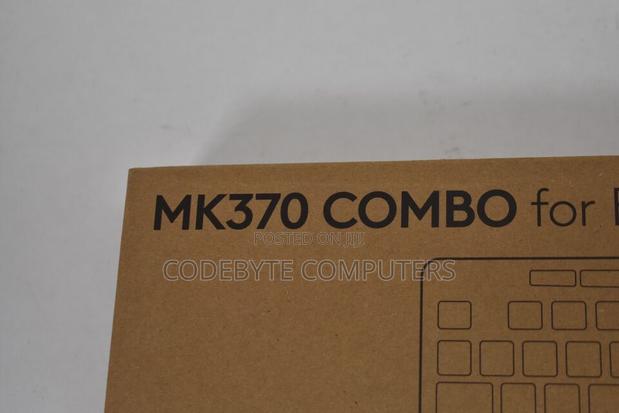 MK370 COMBO for
POSTED ON JIJI
CODEBYTE COMPUTERS